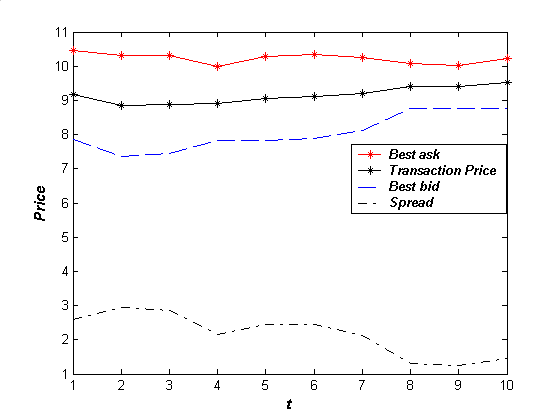 11
10
9
8
7
6
5
4
3
2
1
Price
Best ask
Transaction Price
Best bid
Spread
1 2 3 4 5 6 7 8 9 10
t